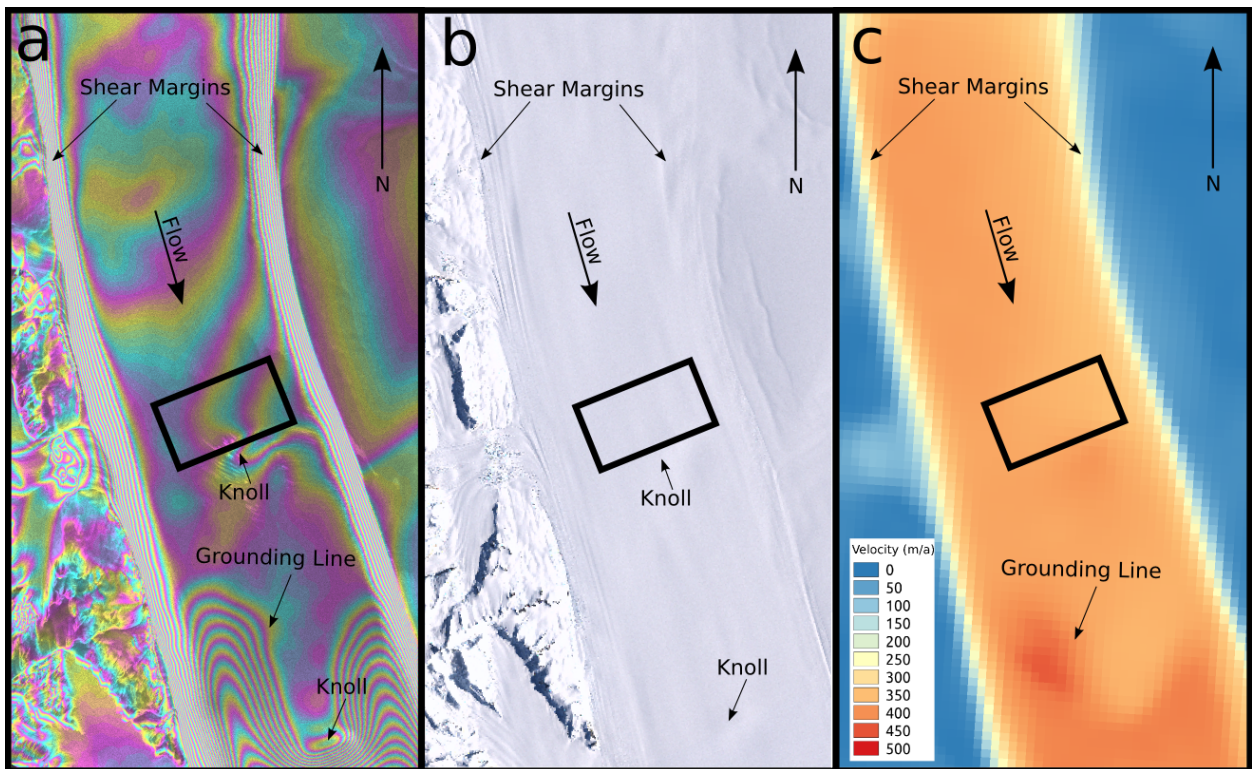 a
Shear Margins
N
Flow
Knoll
Grounding Line
Knoll
b
Shear Margins
N
Flow
Knoll
Knoll
c
Shear Margins
N
Flow
Grounding Line
Velocity (m/a)
0
50
100
150
200
250
300
350
400
450
500